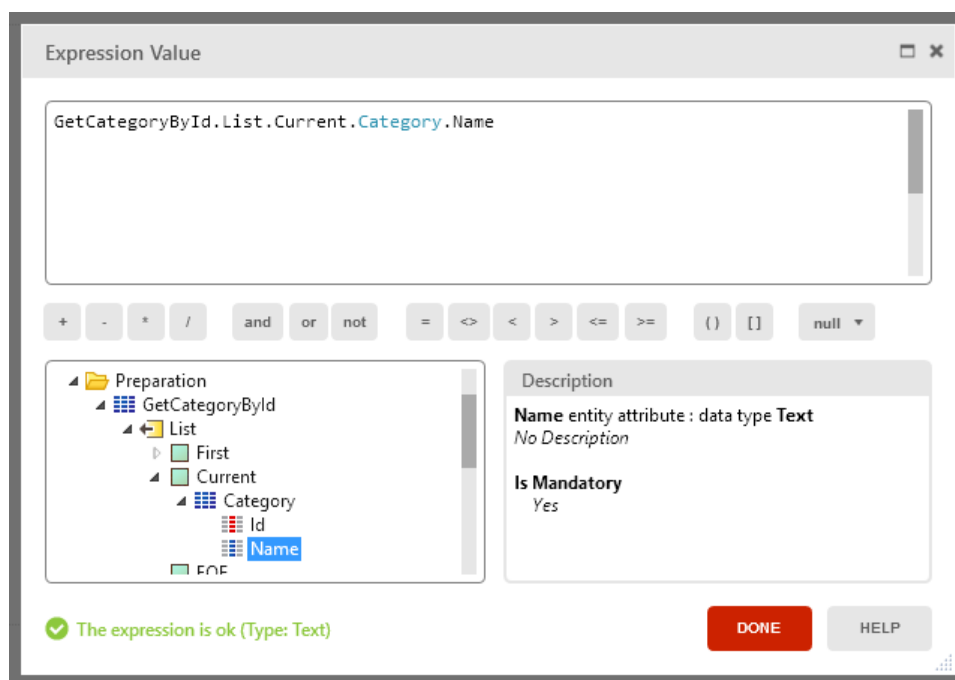 Expression Value
GetCategoryById.List.Current.Category.Name
+ - * / and or not = <> < > <= >= () [] null
Preparation
GetCategoryById
List
First
Current
Category
Id
Name
EOF
Description
Name entity attribute : data type Text
No Description
Is Mandatory
Yes
The expression is ok (Type: Text)
DONE
HELP